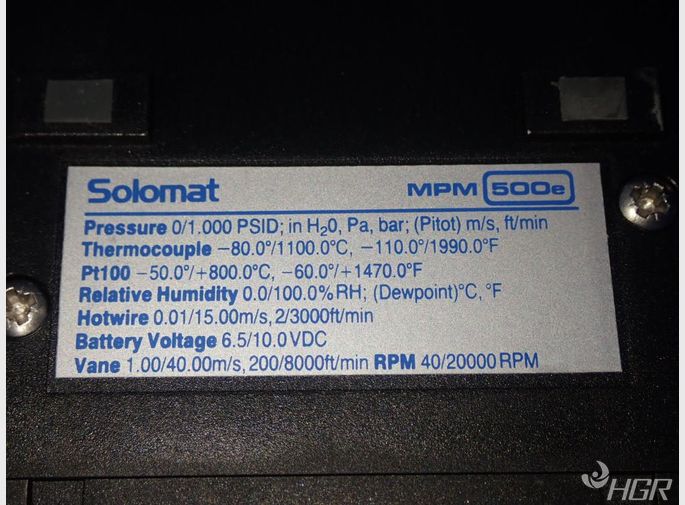 Solomat MPM 500e
Pressure 0/1.000 PSID; in H₂0, Pa, bar; (Pitot) m/s, ft/min
Thermocouple -80.0°/1100.0°C, -110.0°/1990.0°F
Pt100 -50.0°/+800.0°C, -60.0°/+1470.0°F
Relative Humidity 0.0/100.0%RH; (Dewpoint)°C, °F
Hotwire 0.01/15.00m/s, 2/3000ft/min
Battery Voltage 6.5/10.0VDC
Vane 1.00/40.00m/s, 200/8000ft/min RPM 40/20000RPM
HGR